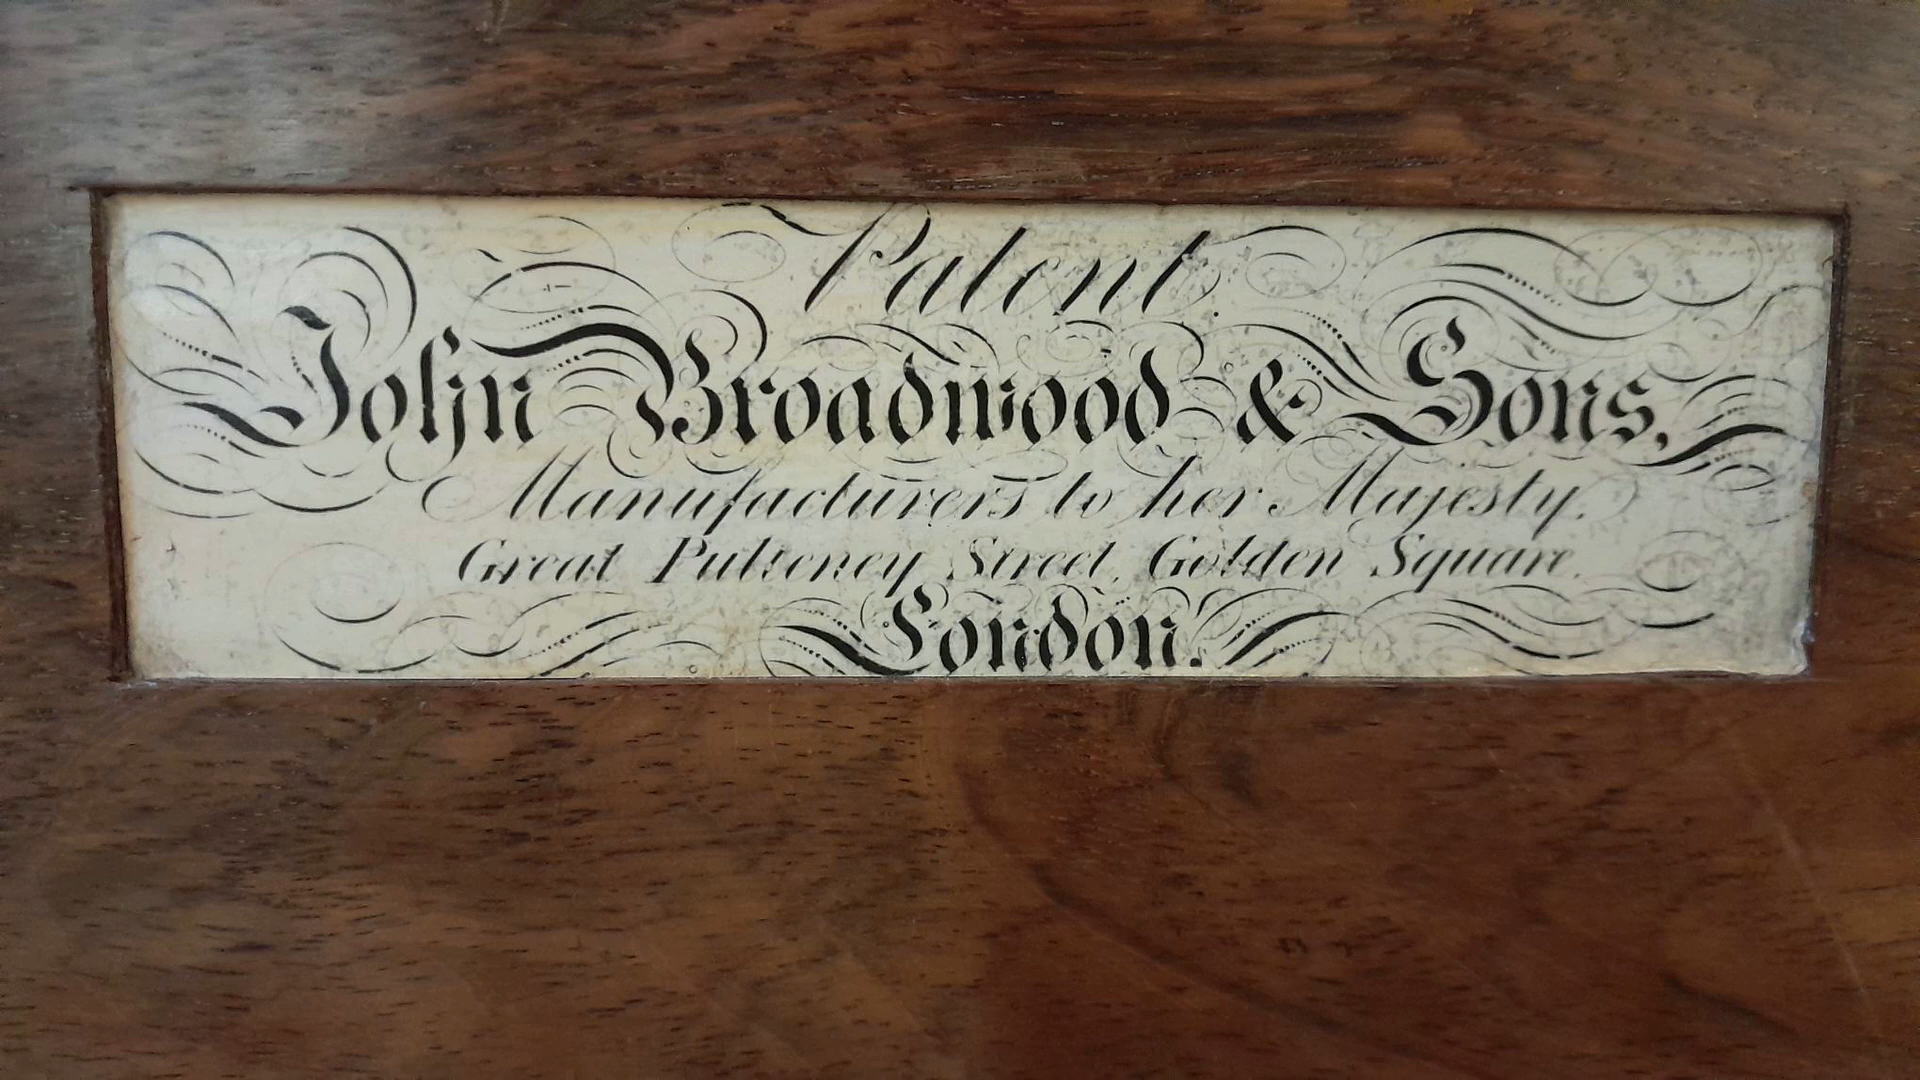 Patent
John Broadwood & Sons,
Manufacturers to her Majesty.
Great Pulteney Street, Golden Square.
London.